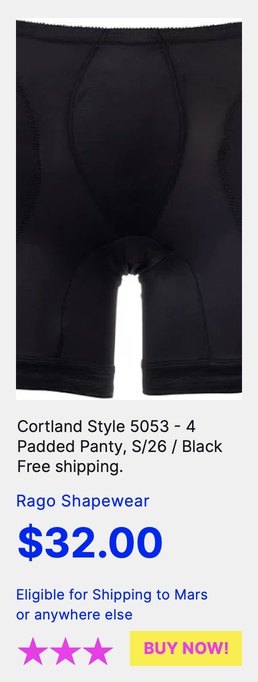 Cortland Style 5053 - 4
Padded Panty, S/26 / Black
Free shipping.
Rago Shapewear
$32.00
Eligible for Shipping to Mars
or anywhere else
BUY NOW!